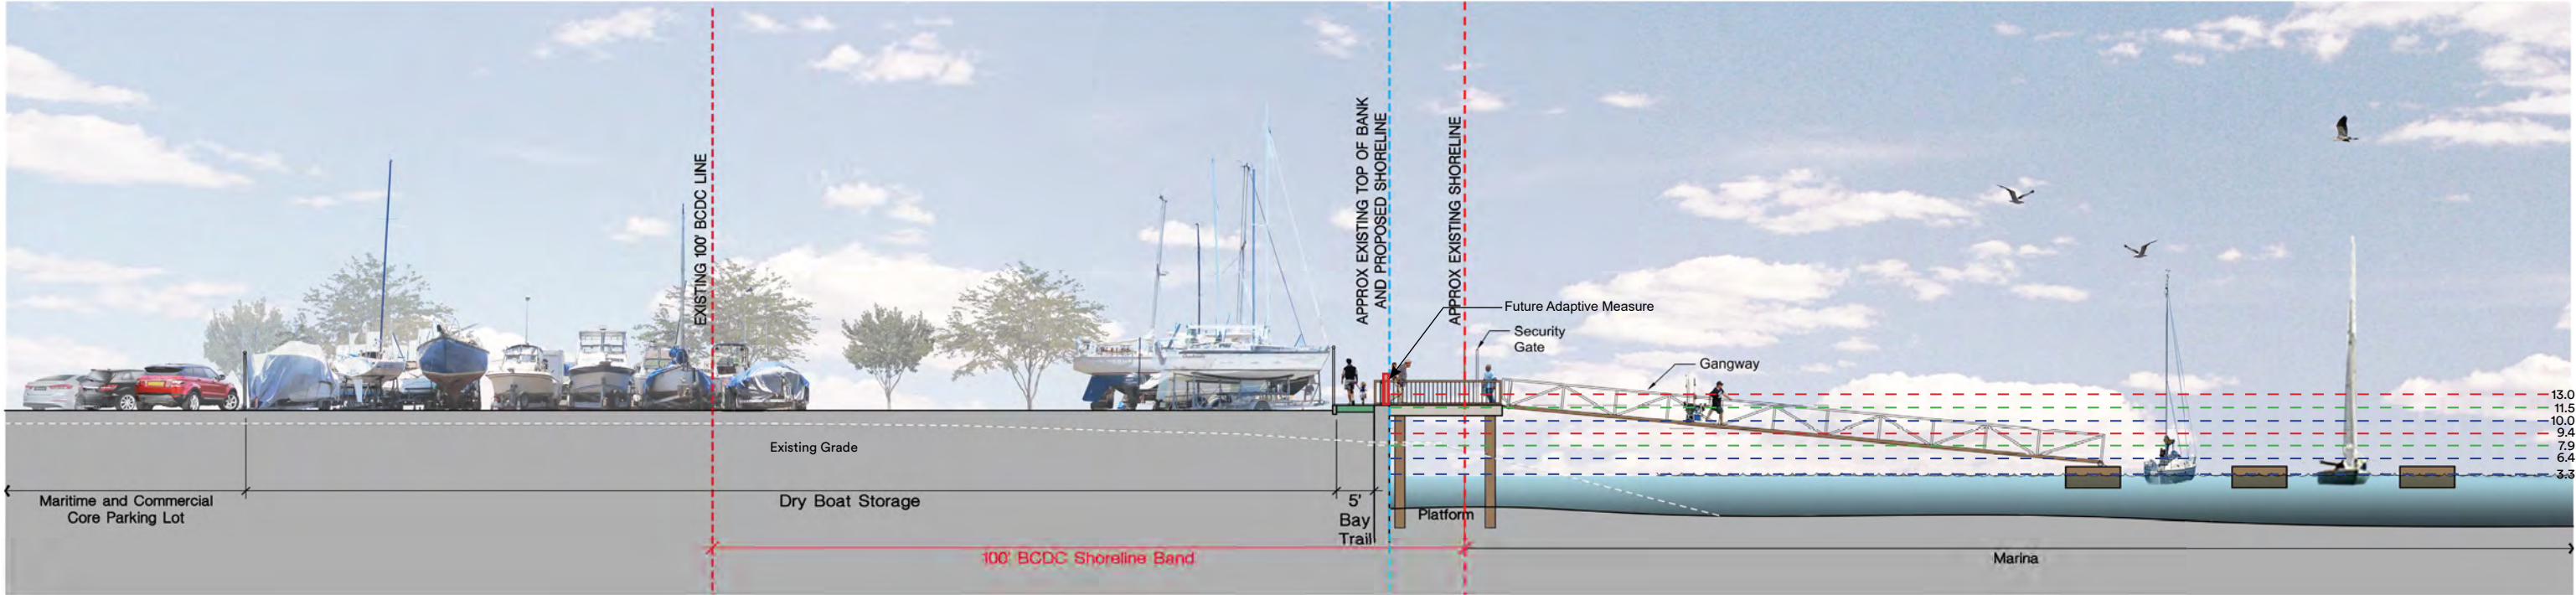 EXISTING 100' BCDC LINE
APPROX EXISTING TOP OF BANK
AND PROPOSED SHORELINE
APPROX EXISTING SHORELINE
Future Adaptive Measure
Security
Gate
Gangway
13.0
11.5
10.0
9.4
7.9
6.4
3.3
Existing Grade
Maritime and Commercial
Core Parking Lot
Dry Boat Storage
5'
Bay
Trail
Platform
100' BCDC Shoreline Band
Marina